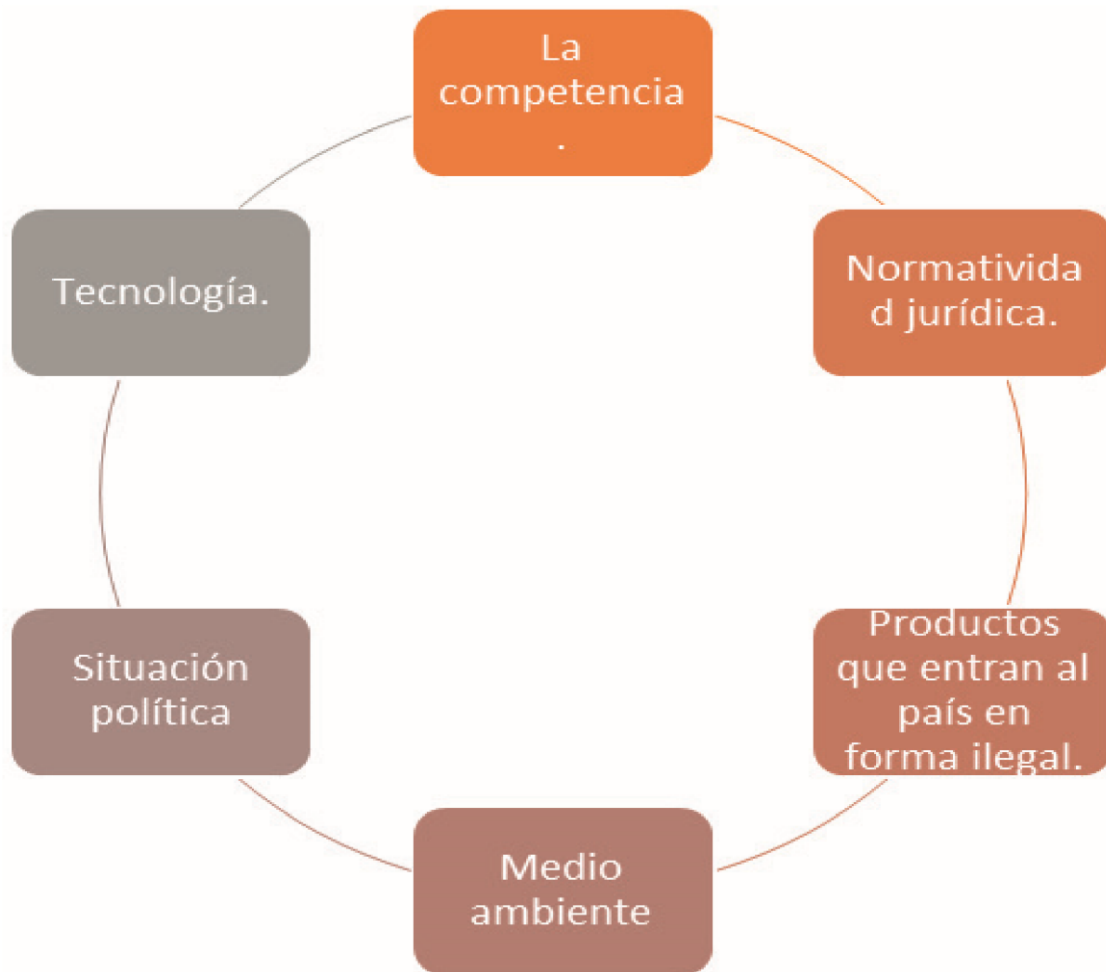 La
competencia
.
Normativida
d jurídica.
Productos
que entran al
país en
forma ilegal.
Medio
ambiente
Situación
política
Tecnología.